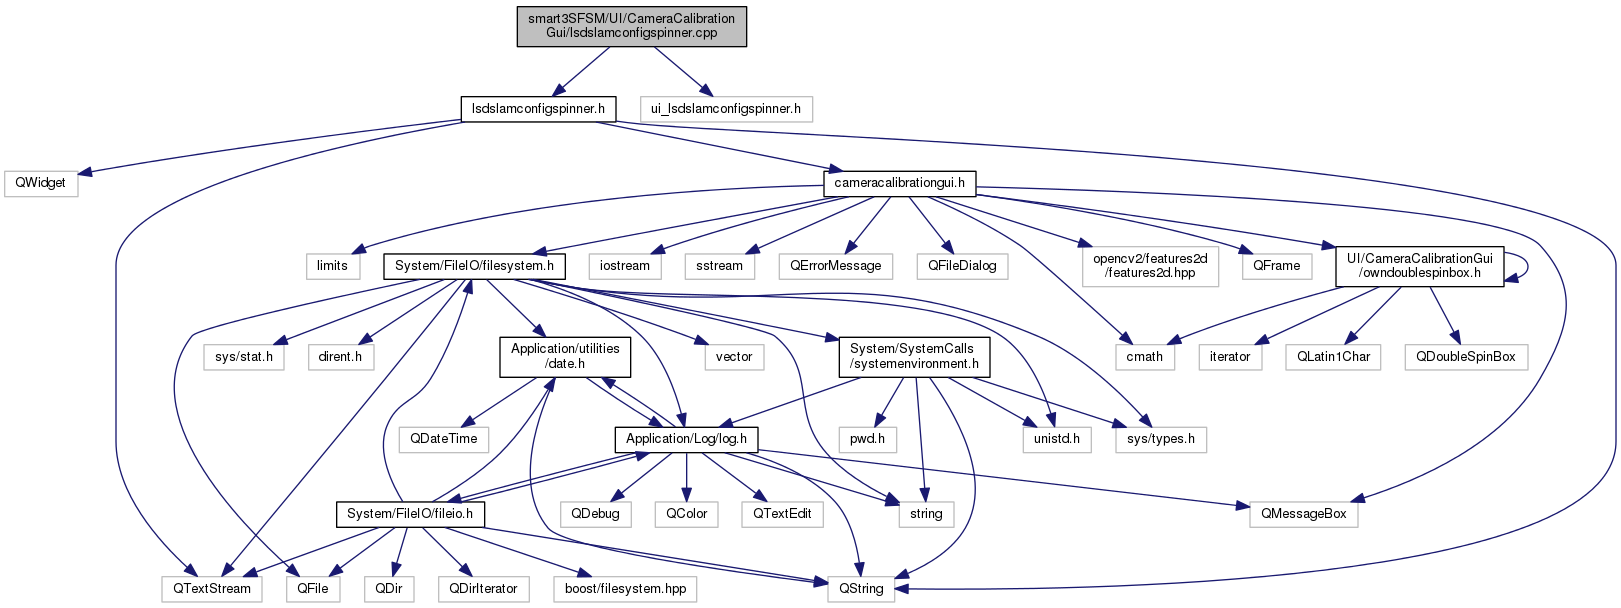 smart3SFSM/UI/CameraCalibration
Gui/lsdslamconfigspinner.cpp
lsdslamconfigspinner.h
ui_lsdslamconfigspinner.h
QWidget
cameracalibrationgui.h
limits
System/FileIO/filesystem.h
iostream
sstream
QErrorMessage
QFileDialog
opencv2/features2d
/features2d.hpp
QFrame
UI/CameraCalibrationGui
/owndoublespinbox.h
sys/stat.h
dirent.h
Application/utilities
/date.h
vector
System/SystemCalls
/systemenvironment.h
cmath
iterator
QLatin1Char
QDoubleSpinBox
QDateTime
Application/Log/log.h
pwd.h
unistd.h
sys/types.h
System/FileIO/fileio.h
QDebug
QColor
QTextEdit
string
QMessageBox
QTextStream
QFile
QDir
QDirIterator
boost/filesystem.hpp
QString